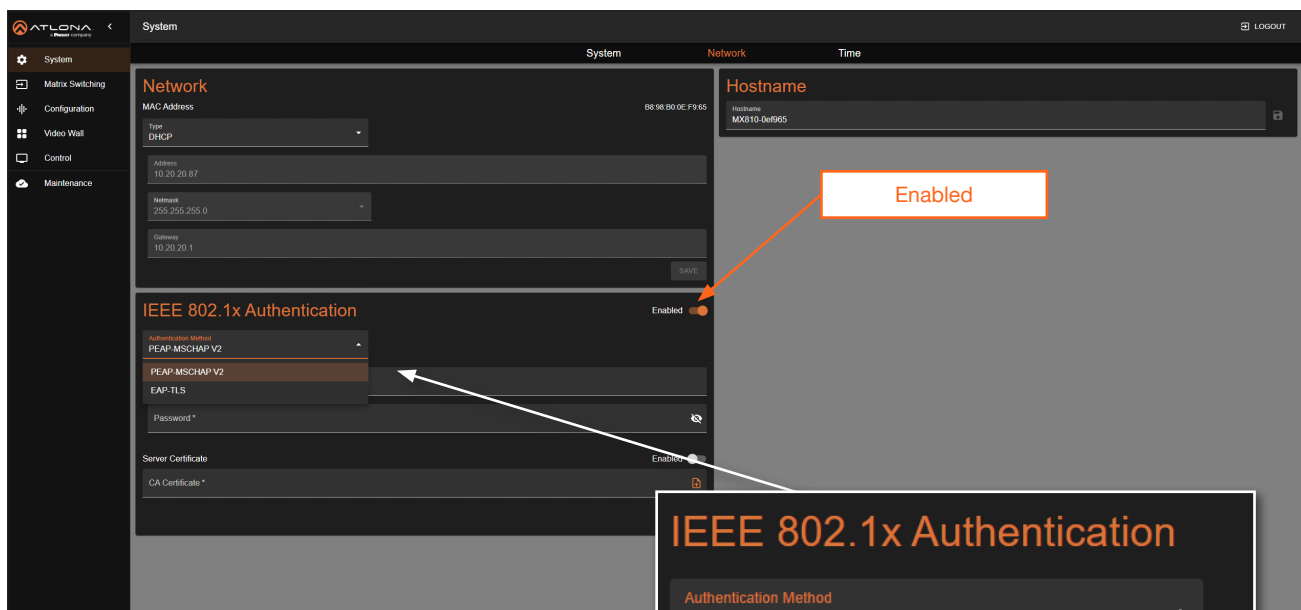 ATLONA
a Panduit company
System
LOGOUT
System
Network
Time
System
Matrix Switching
Configuration
Video Wall
Control
Maintenance
Network
MAC Address
B8:98:B0:0E:F9:65
Type
DHCP
Address
10.20.20.87
Netmask
255.255.255.0
Gateway
10.20.20.1
SAVE
Hostname
Hostname
MX810-0ef965
Enabled
IEEE 802.1x Authentication
Enabled
Authentication Method
PEAP-MSCHAP V2
PEAP-MSCHAP V2
EAP-TLS
Password *
Server Certificate
Enabled
CA Certificate *
IEEE 802.1x Authentication
Authentication Method